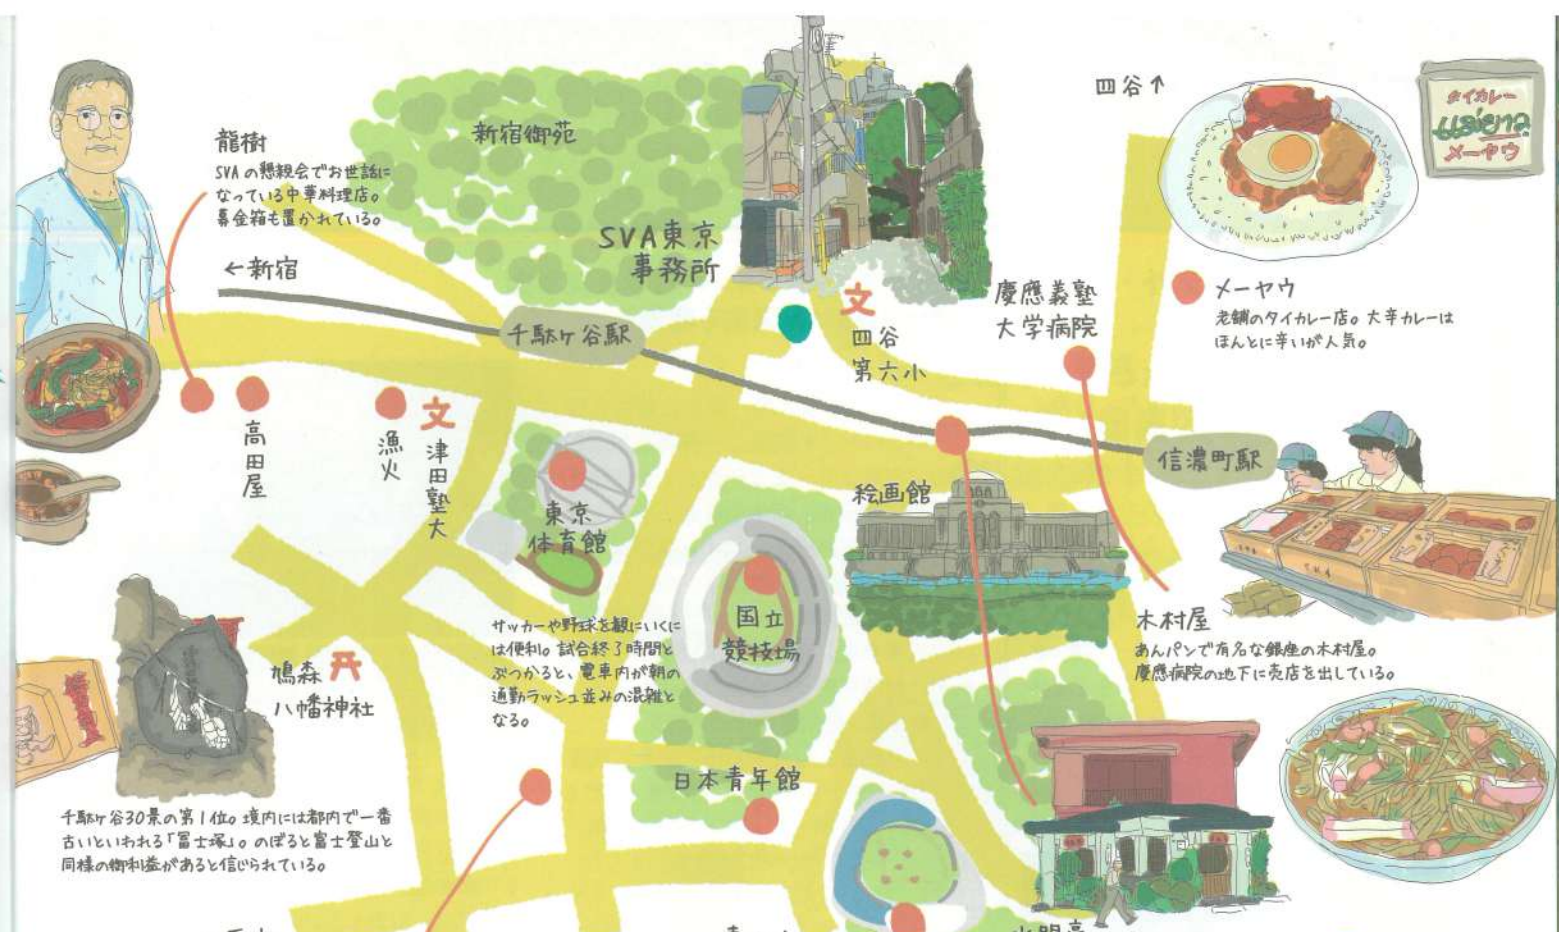 四谷↑
タイカレー
メーヤウ
新宿御苑
龍樹
SVAの懇親会でお世話に
なっている中華料理店。
募金箱も置かれている。
←新宿
SVA東京
事務所
千駄ヶ谷駅
文
四谷
第六小
慶應義塾
大学病院
メーヤウ
老舗のタイカレー店。大辛カレーは
ほんとに辛いが人気。
高田屋
漁火
文
津田塾大
東京
体育館
絵画館
信濃町駅
国立
競技場
サッカーや野球を観にいくに
は便利。試合終了時間と
ぶつかると、電車内が朝の
通勤ラッシュ並みの混雑と
なる。
木村屋
あんパンで有名な銀座の木村屋。
慶應病院の地下に売店を出している。
鳩森
八幡神社
千駄ヶ谷30景の第1位。境内には都内で一番
古いといわれる「富士塚」。のぼると富士登山と
同様の御利益があると信じられている。
日本青年館